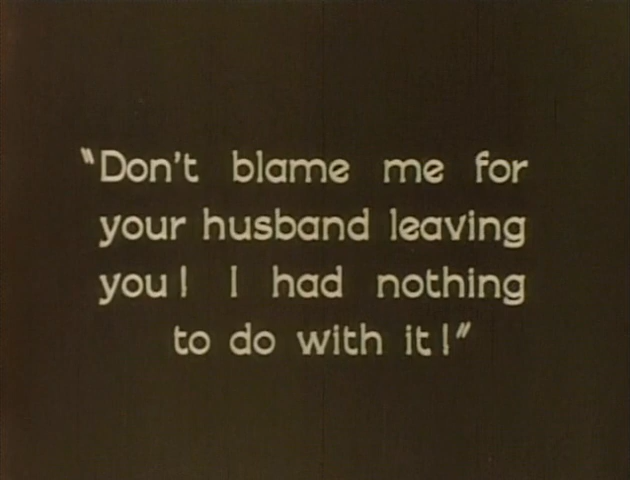 "Don't blame me for
your husband leaving
you! I had nothing
to do with it!"